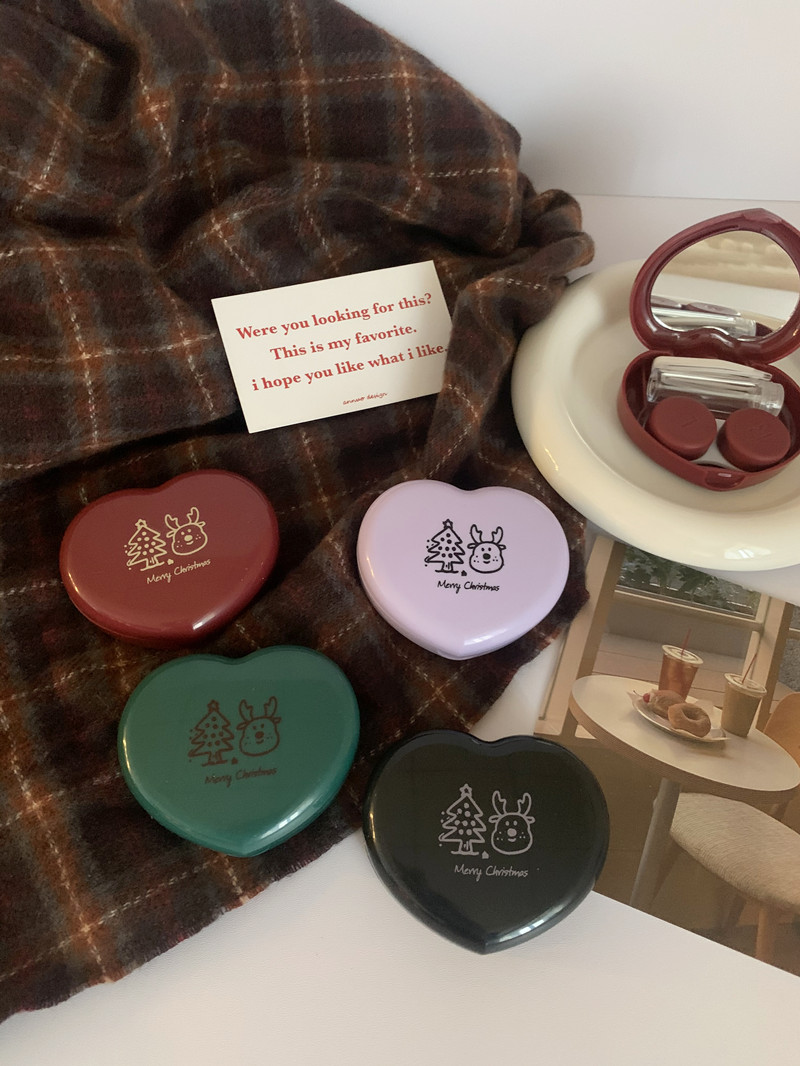 Were you looking for this?
This is my favorite.
i hope you like what i like.
Merry Christmas
Merry Christmas
Merry Christmas
Merry Christmas